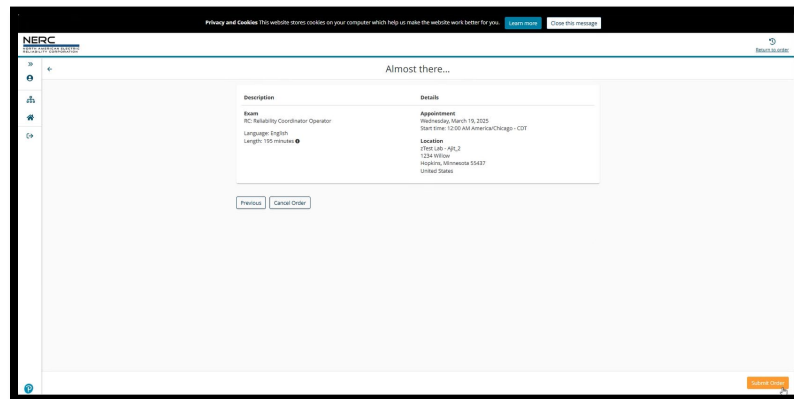 Privacy and Cookies This website stores cookies on your computer which help us make the website work better for you. Learn more Close this message
NERC
NORTH AMERICAN ELECTRIC
RELIABILITY CORPORATION
Return to order
Almost there...
Description Details
Exam
RC: Reliability Coordinator Operator
Language: English
Length: 195 minutes
Appointment
Wednesday, March 19, 2025
Start time: 12:00 AM America/Chicago - CDT
Location
zTest Lab - Ajit_2
1234 Willow
Hopkins, Minnesota 55437
United States
Previous Cancel Order
Submit Order